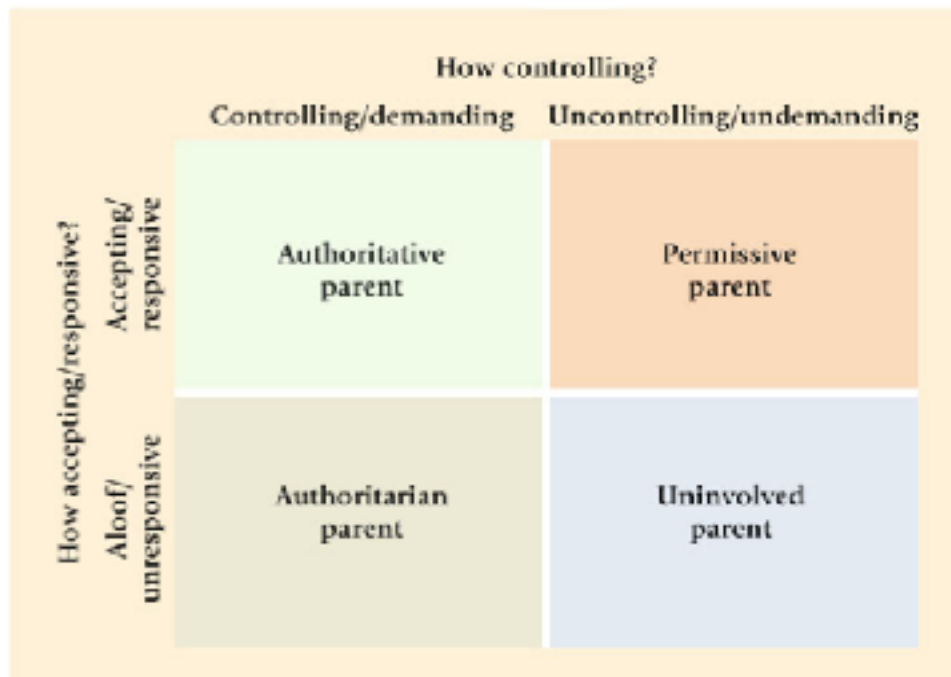 How controlling?
Controlling/demanding
Uncontrolling/undemanding
How accepting/responsive?
Accepting/
responsive
Authoritative
parent
Permissive
parent
Aloof/
unresponsive
Authoritarian
parent
Uninvolved
parent